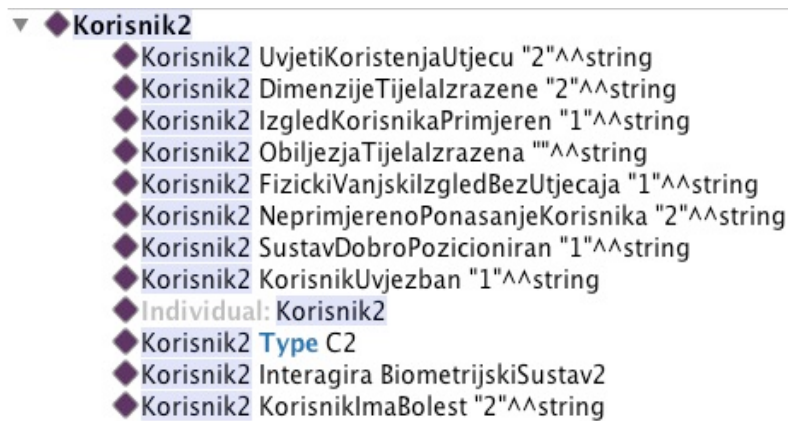 Korisnik2
Korisnik2 UvjetiKoristenjaUtjecu "2"^^string
Korisnik2 DimenzijeTijelaIzrazene "2"^^string
Korisnik2 IzgledKorisnikaPrimjeren "1"^^string
Korisnik2 ObiljezjaTijelaIzrazena ""^^string
Korisnik2 FizickiVanjskiIzgledBezUtjecaja "1"^^string
Korisnik2 NeprimjerenoPonasanjeKorisnika "2"^^string
Korisnik2 SustavDobroPozicioniran "1"^^string
Korisnik2 KorisnikUvjezban "1"^^string
Individual: Korisnik2
Korisnik2 Type C2
Korisnik2 Interagira BiometrijskiSustav2
Korisnik2 KorisnikImaBolest "2"^^string